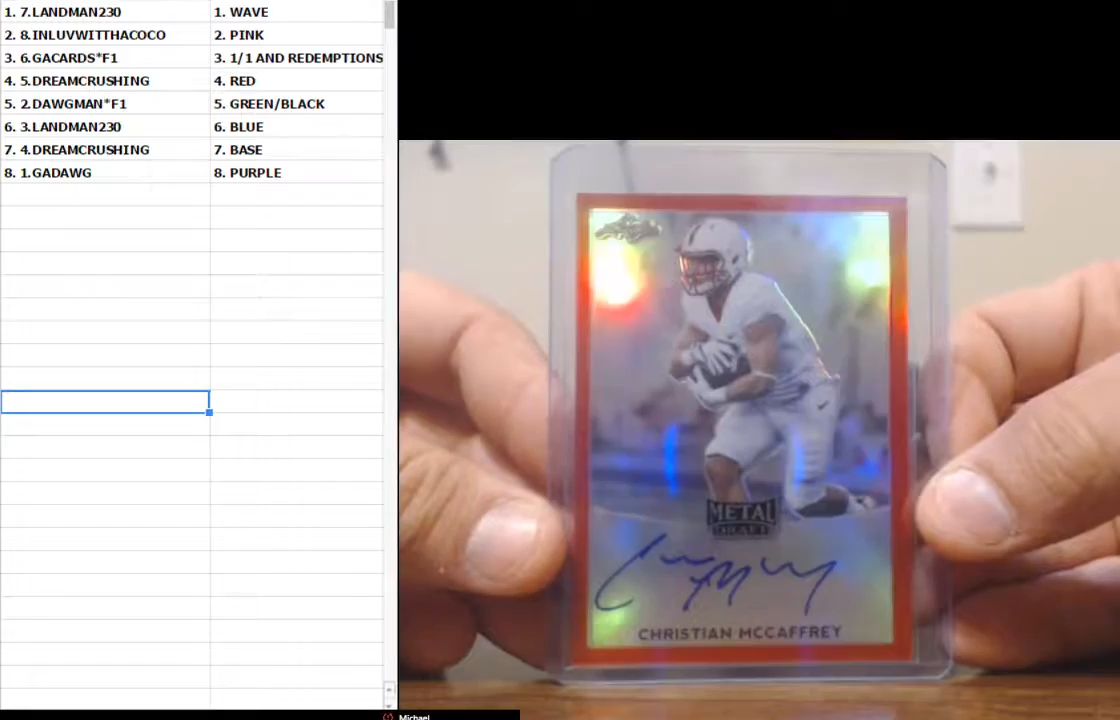 1. 7.LANDMAN230 1. WAVE
2. 8.INLUVWITTHACOCO 2. PINK
3. 6.GACARDS*F1 3. 1/1 AND REDEMPTIONS
4. 5.DREAMCRUSHING 4. RED
5. 2.DAWGMAN*F1 5. GREEN/BLACK
6. 3.LANDMAN230 6. BLUE
7. 4.DREAMCRUSHING 7. BASE
8. 1.GADAWG 8. PURPLE
METAL
DRAFT
CHRISTIAN MCCAFFREY
Michael